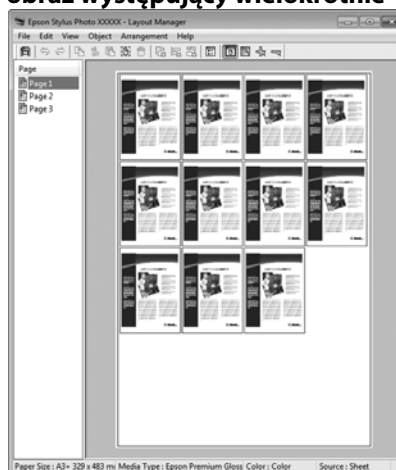 obraz występujący wielokrotnie
Epson Stylus Photo XXXXX - Layout Manager
File Edit View Object Arrangement Help
Page
Page 1
Page 2
Page 3
Paper Size : A3+ 329 x 483 mi Media Type : Epson Premium Gloss Color : Color Source : Sheet